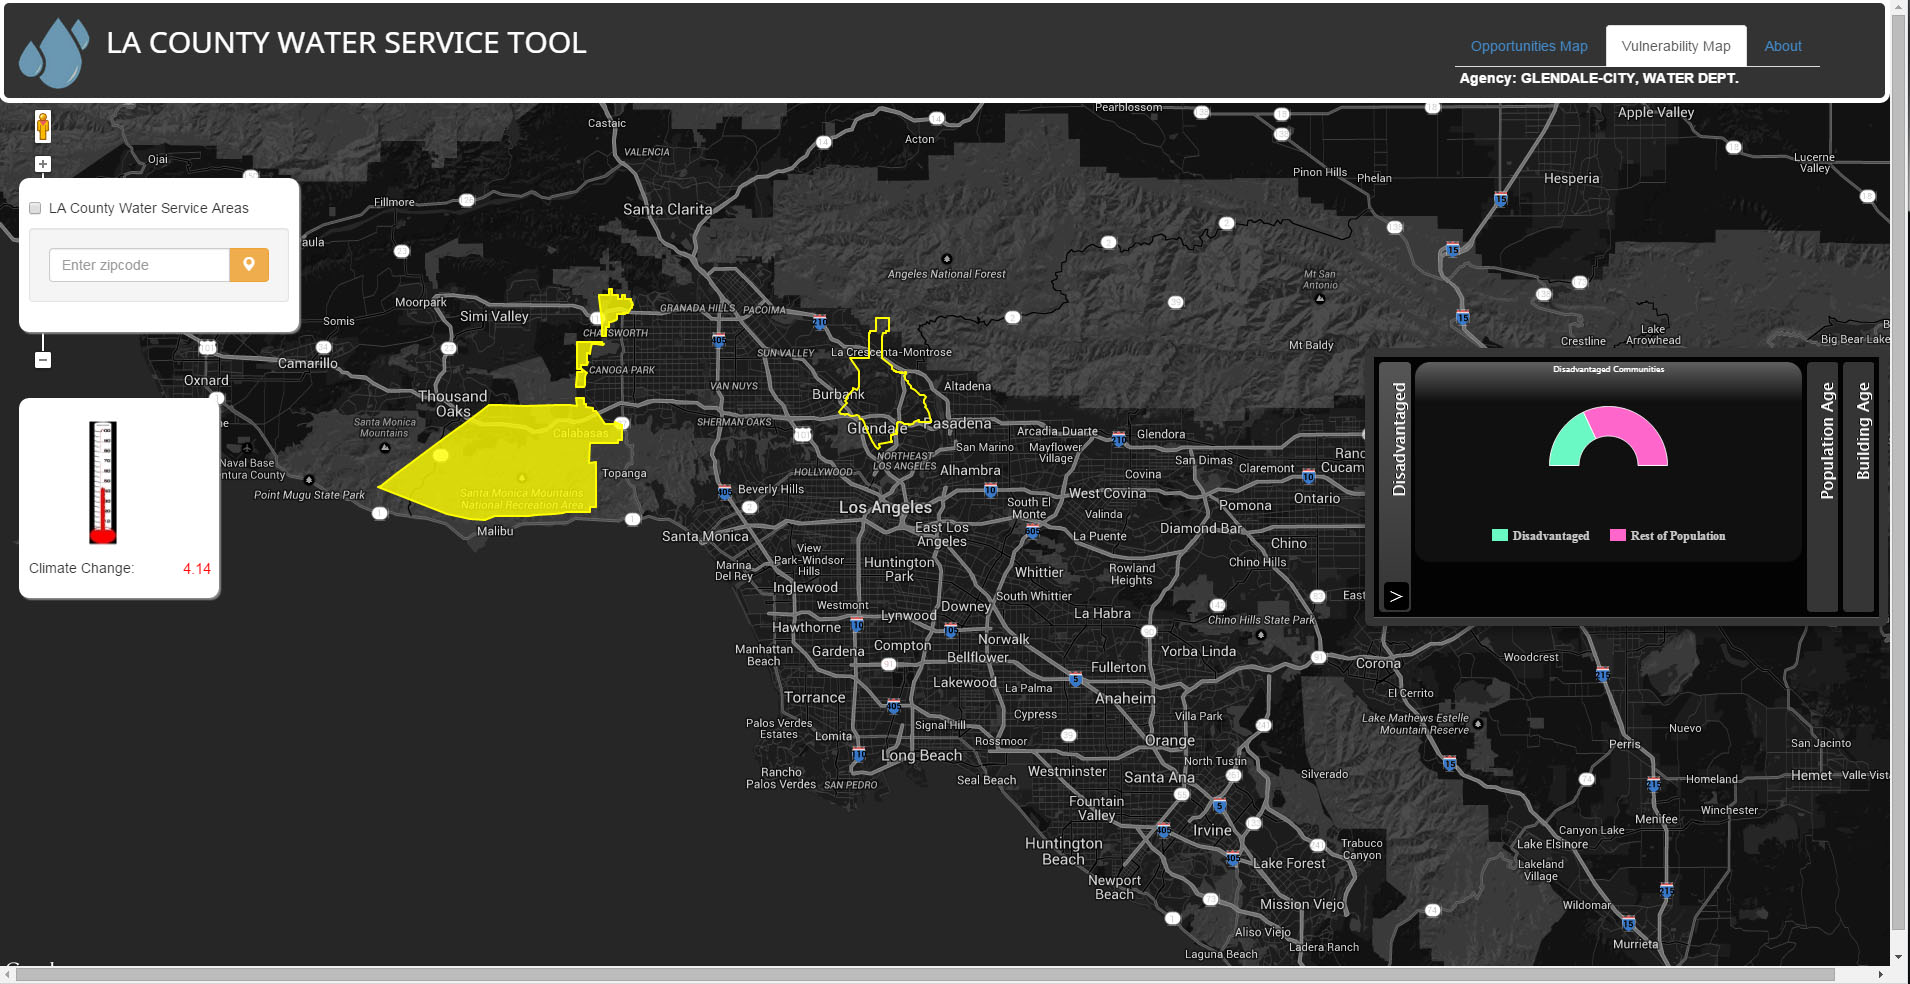 LA COUNTY WATER SERVICE TOOL
Opportunities Map
Vulnerability Map
About
Agency: GLENDALE-CITY, WATER DEPT.
LA County Water Service Areas
Enter zipcode
Climate Change: 4.14
Disadvantaged
Disadvantaged Communities
Disadvantaged
Rest of Population
Population Age
Building Age
>
Castaic
VALENCIA
Acton
Pearblossom
Apple Valley
Ojai
Lucerne
Valley
Pinon Hills
Phelan
Hesperia
Fillmore
Santa Clarita
aula
Angeles National Forest
Mt San
Antonio
Moorpark
Simi Valley
Somis
GRANADA HILLS
PACOIMA
CHATSWORTH
Lake
Arrowhead
Crestline
Big Bear Lake
Mt Baldy
La Crescenta-Montrose
SUN VALLEY
Camarillo
CANOGA PARK
Oxnard
VAN NUYS
Altadena
Burbank
Thousand
Oaks
Santa Monica
Mountains
SHERMAN OAKS
Calabasas
Glendale
asadena
Arcadia
Duarte
Glendora
San Marino
Mayflower
Village
San Dimas
Claremont
Ranc
Cucam
NORTHEAST
LOS ANGELES
Naval Base
ntura County
Point Mugu State Park
Topanga
HOLLYWOOD
Alhambra
Covina
Santa Monica Mountains
National Recreation Area
Beverly Hills
West Covina
Pomona
Ontario
South El
Monte
Los Angeles
Valinda
Malibu
Santa Monica
East Los
Angeles
La Puente
Diamond Bar
Chino
View
Park-Windsor
Hills
Marina
Del Rey
Huntington
Park
Whittier
Rowland
Heights
Chino Hills
Inglewood
South Whittier
East
Westmont
Lynwood
Downey
La Habra
Chino Hills State Park
Hawthorne
Gardena
Compton
Norwalk
Manhattan
Beach
Bellflower
Yorba Linda
Fullerton
Corona
Woodcrest
Lakewood
La Palma
Torrance
Anaheim
El Cerrito
Palos Verdes
Estates
Lomita
Signal Hill
Cypress
Villa Park
Lake Mathews Estelle
Mountain Reserve
Nuevo
Rossmoor
Orange
Perris
San Jacinto
Long Beach
Rancho
Palos Verdes
SAN PEDRO
Seal Beach
Westminster
Santa Ana
North Tustin
Silverado
Homeland
Hemet
Valle Vista
Fountain
Valley
Winchester
Menifee
Irvine
Huntington
Beach
Trabuco
Canyon
Canyon Lake
Lake Elsinore
Lake Forest
Lakeland
Village
Newport
Beach
Mission Viejo
Wildomar
Aliso Viejo
Ladera Ranch
Murrieta
Laguna Beach